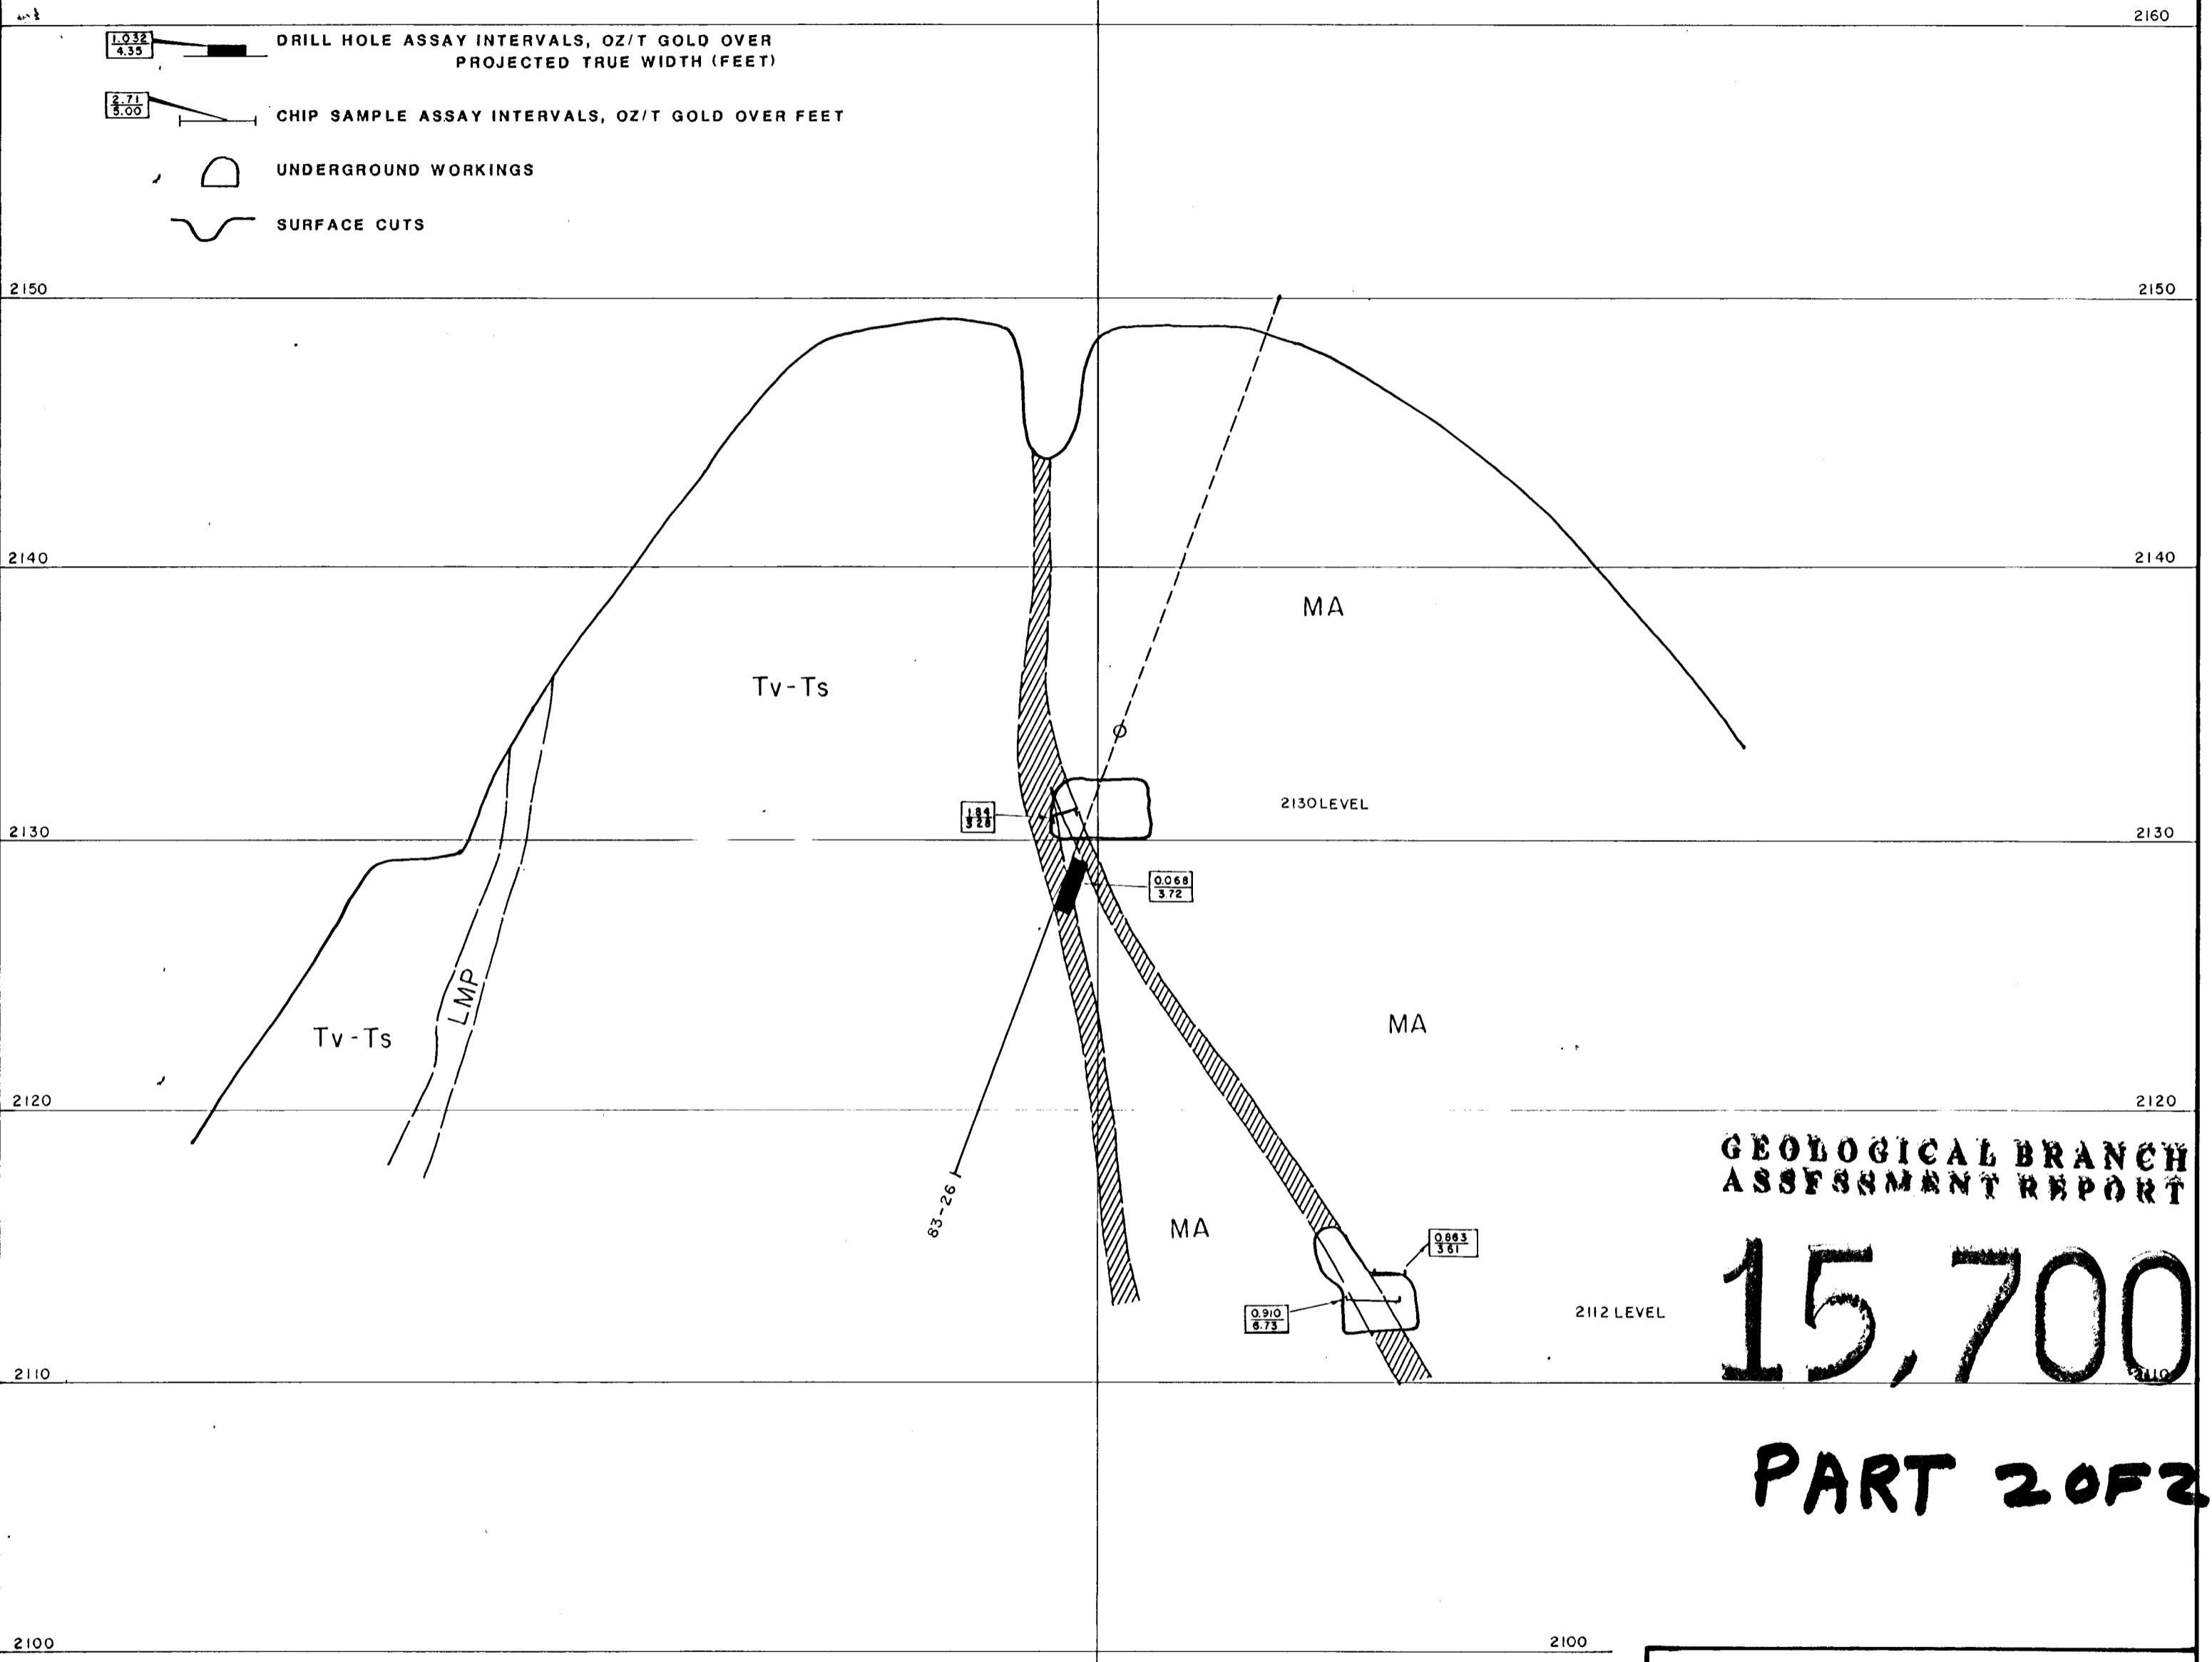 2160
1.032
4.35
DRILL HOLE ASSAY INTERVALS, OZ/T GOLD OVER
PROJECTED TRUE WIDTH (FEET)
2.71
5.00
CHIP SAMPLE ASSAY INTERVALS, OZ/T GOLD OVER FEET
UNDERGROUND WORKINGS
SURFACE CUTS
2150
2150
2140
2140
MA
Tv-Ts
1.84
3.28
2130 LEVEL
2130
2130
0.068
3.72
LMP
Tv-Ts
MA
2120
2120
GEOLOGICAL BRANCH
ASSESSMENT REPORT
83-26
MA
0.863
3.61
0.910
6.73
2112 LEVEL
15,700
2110
2110
PART 2 OF 2
2100
2100